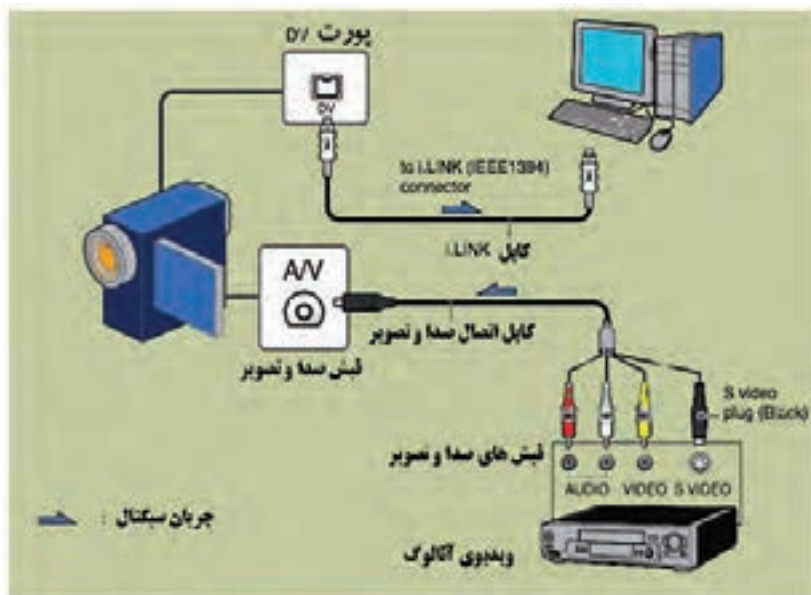 پورت DV
DV
to i.LINK (IEEE1394)
connector
کابل i.LINK
A/V
کابل اتصال صدا و تصویر
فیش صدا و تصویر
S video
plug (Black)
فیش های صدا و تصویر
AUDIO VIDEO S VIDEO
جریان سیگنال :
ویدیوی آنالوگ